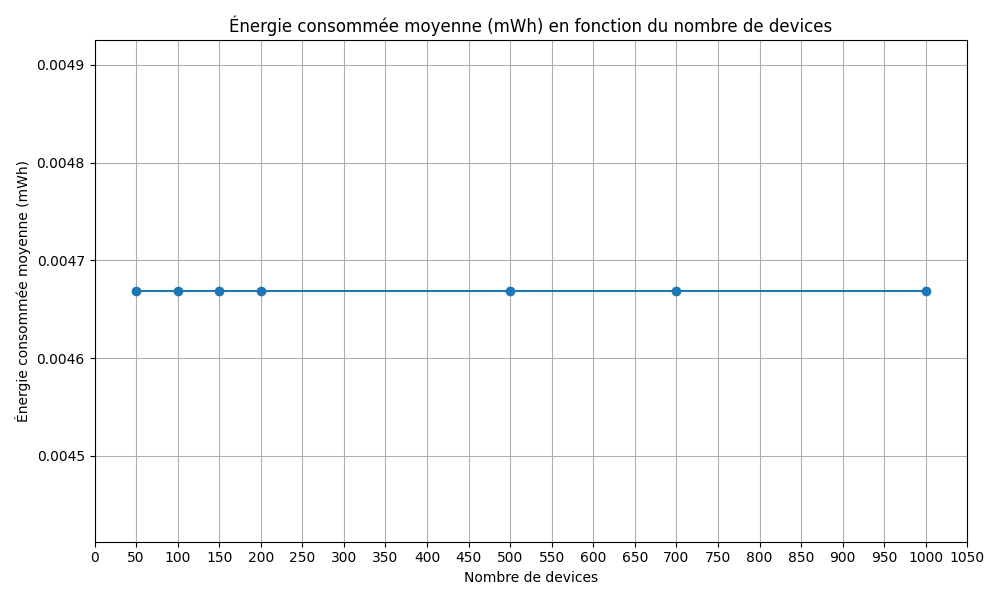 Énergie consommée moyenne (mWh) en fonction du nombre de devices
Énergie consommée moyenne (mWh)
0.0049
0.0048
0.0047
0.0046
0.0045
0 50 100 150 200 250 300 350 400 450 500 550 600 650 700 750 800 850 900 950 1000 1050
Nombre de devices